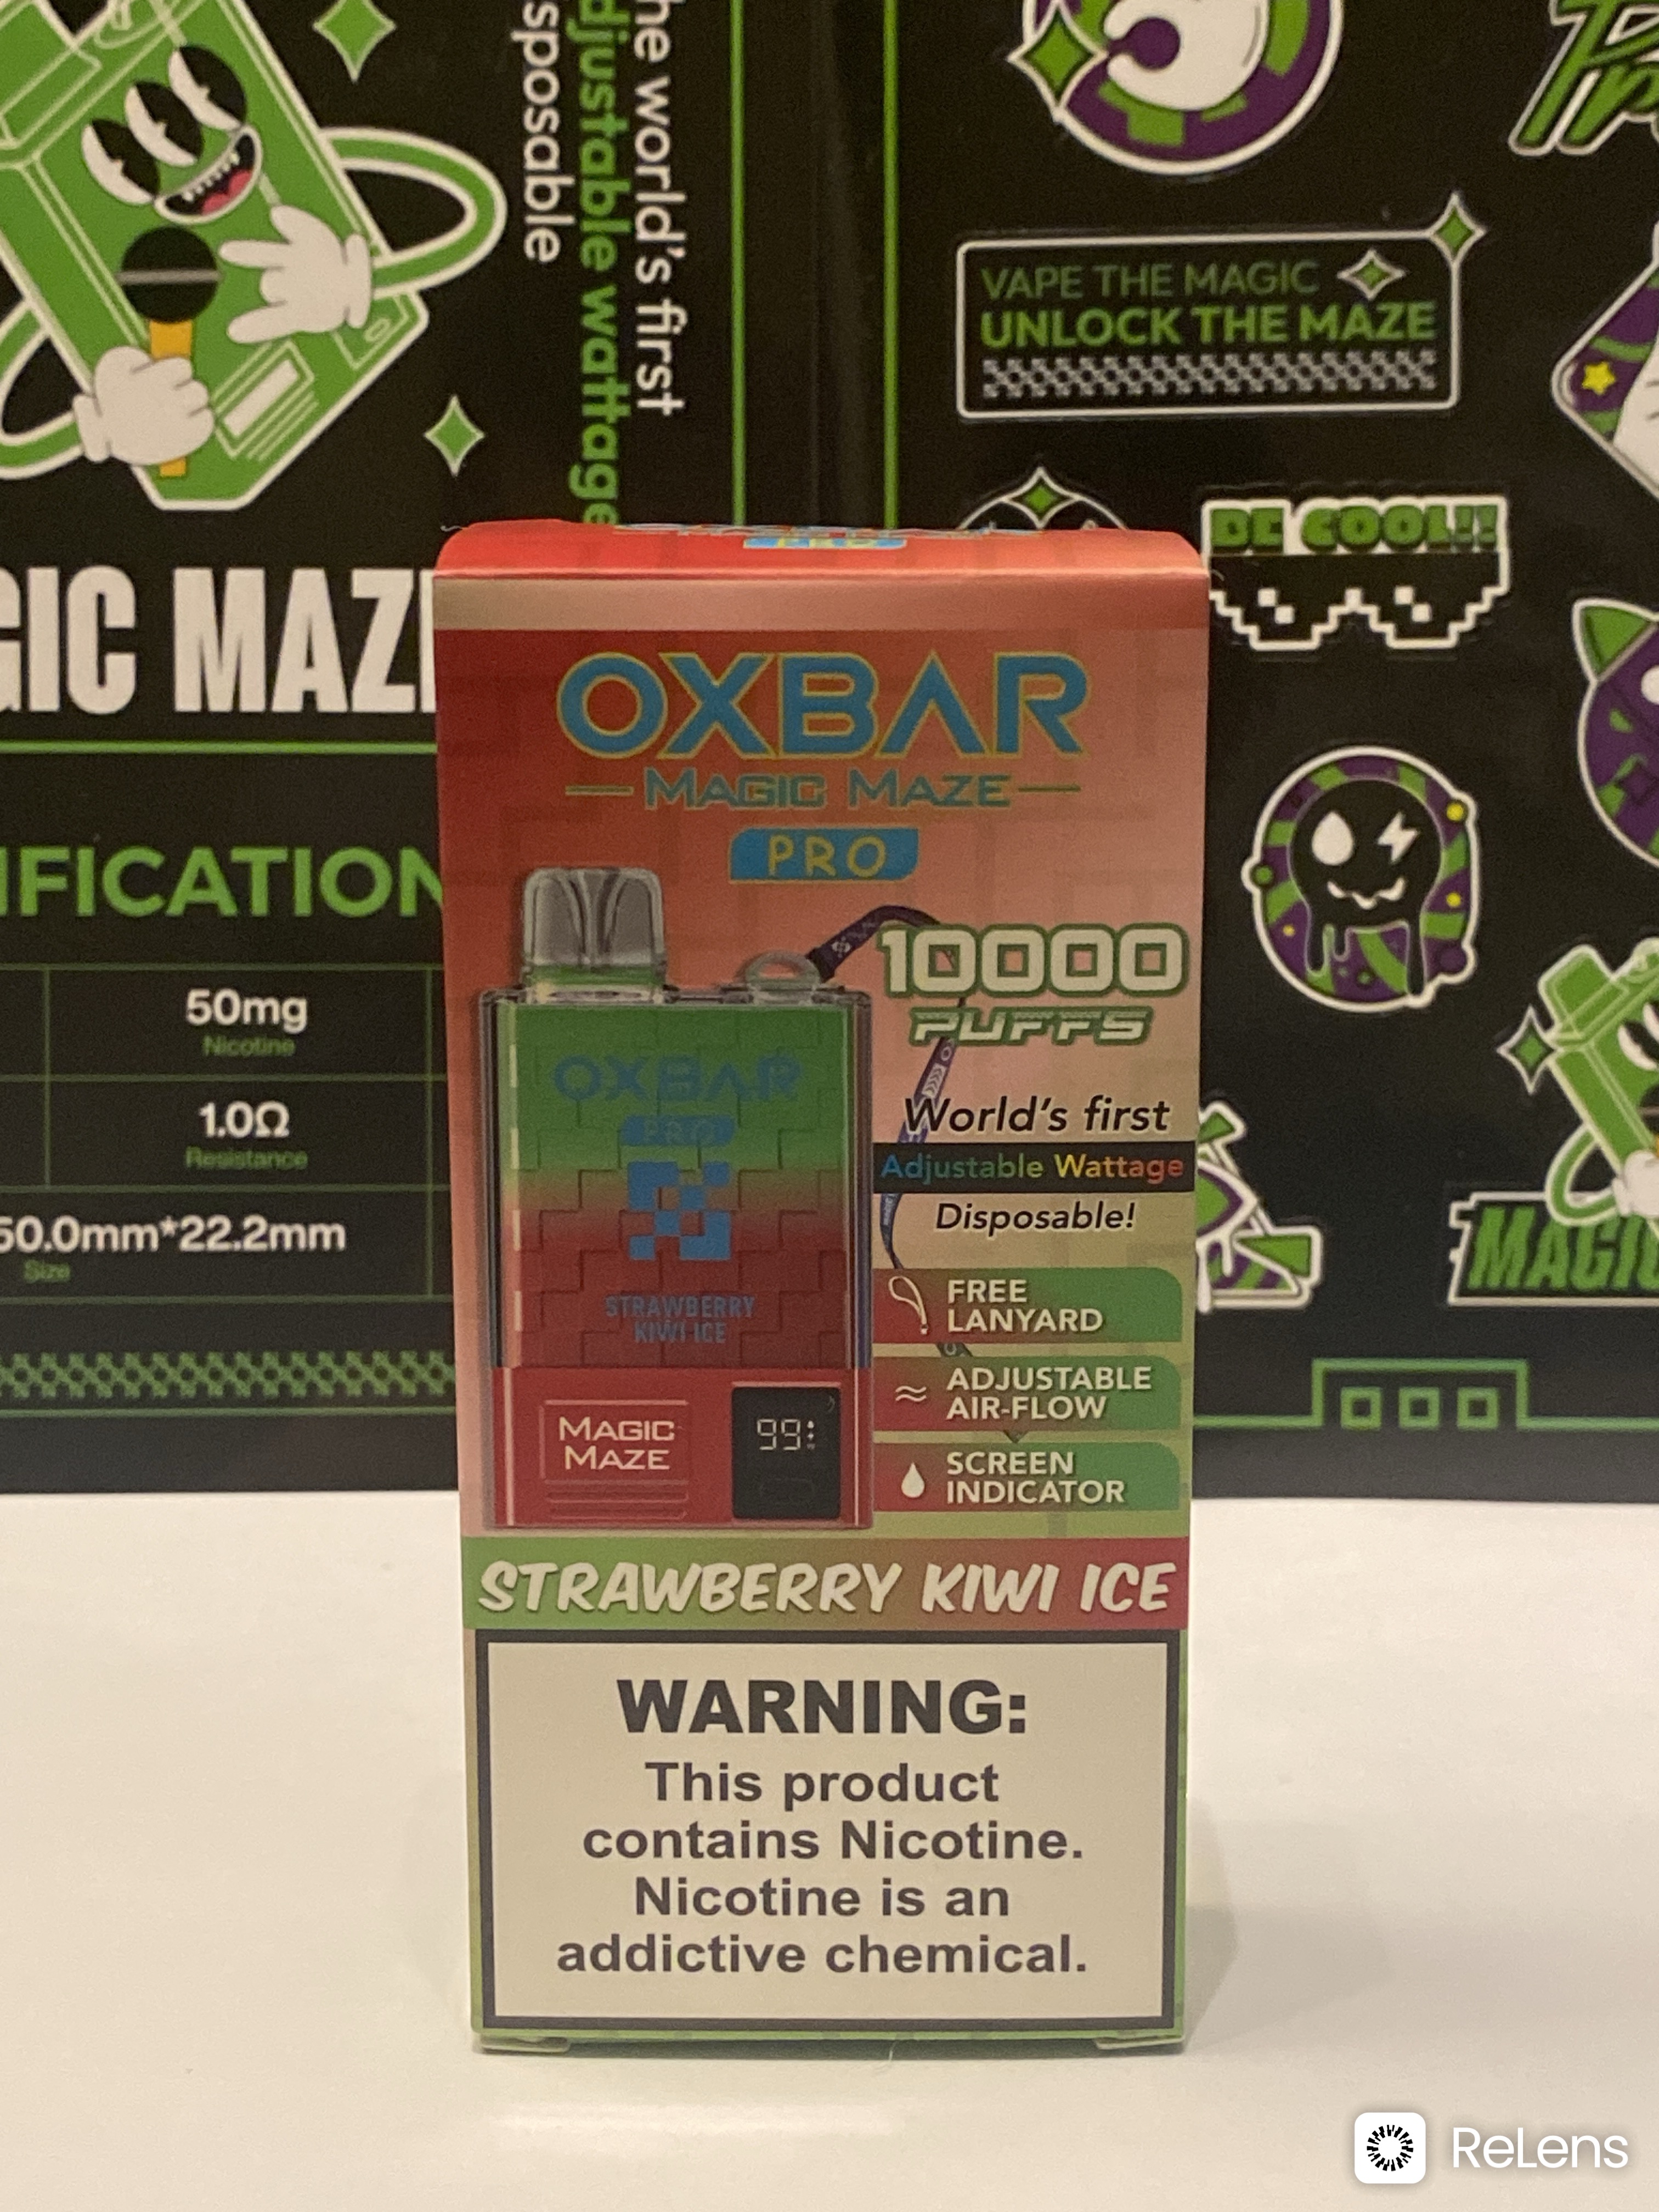 the world's first
adjustable wattage
sposable
VAPE THE MAGIC
UNLOCK THE MAZE
BE COOL!!
GIC MAZ
IFICATION
50mg
Nicotine
1.0Ω
Resistance
50.0mm*22.2mm
Size
MAGIC
OXBAR
MAGIC MAZE
PRO
10000
PUFFS
OXBAR
PRO
STRAWBERRY
KIWI ICE
MAGIC
MAZE
99
World's first
Adjustable Wattage
Disposable!
FREE
LANYARD
ADJUSTABLE
AIR-FLOW
SCREEN
INDICATOR
STRAWBERRY KIWI ICE
WARNING:
This product
contains Nicotine.
Nicotine is an
addictive chemical.
ReLens